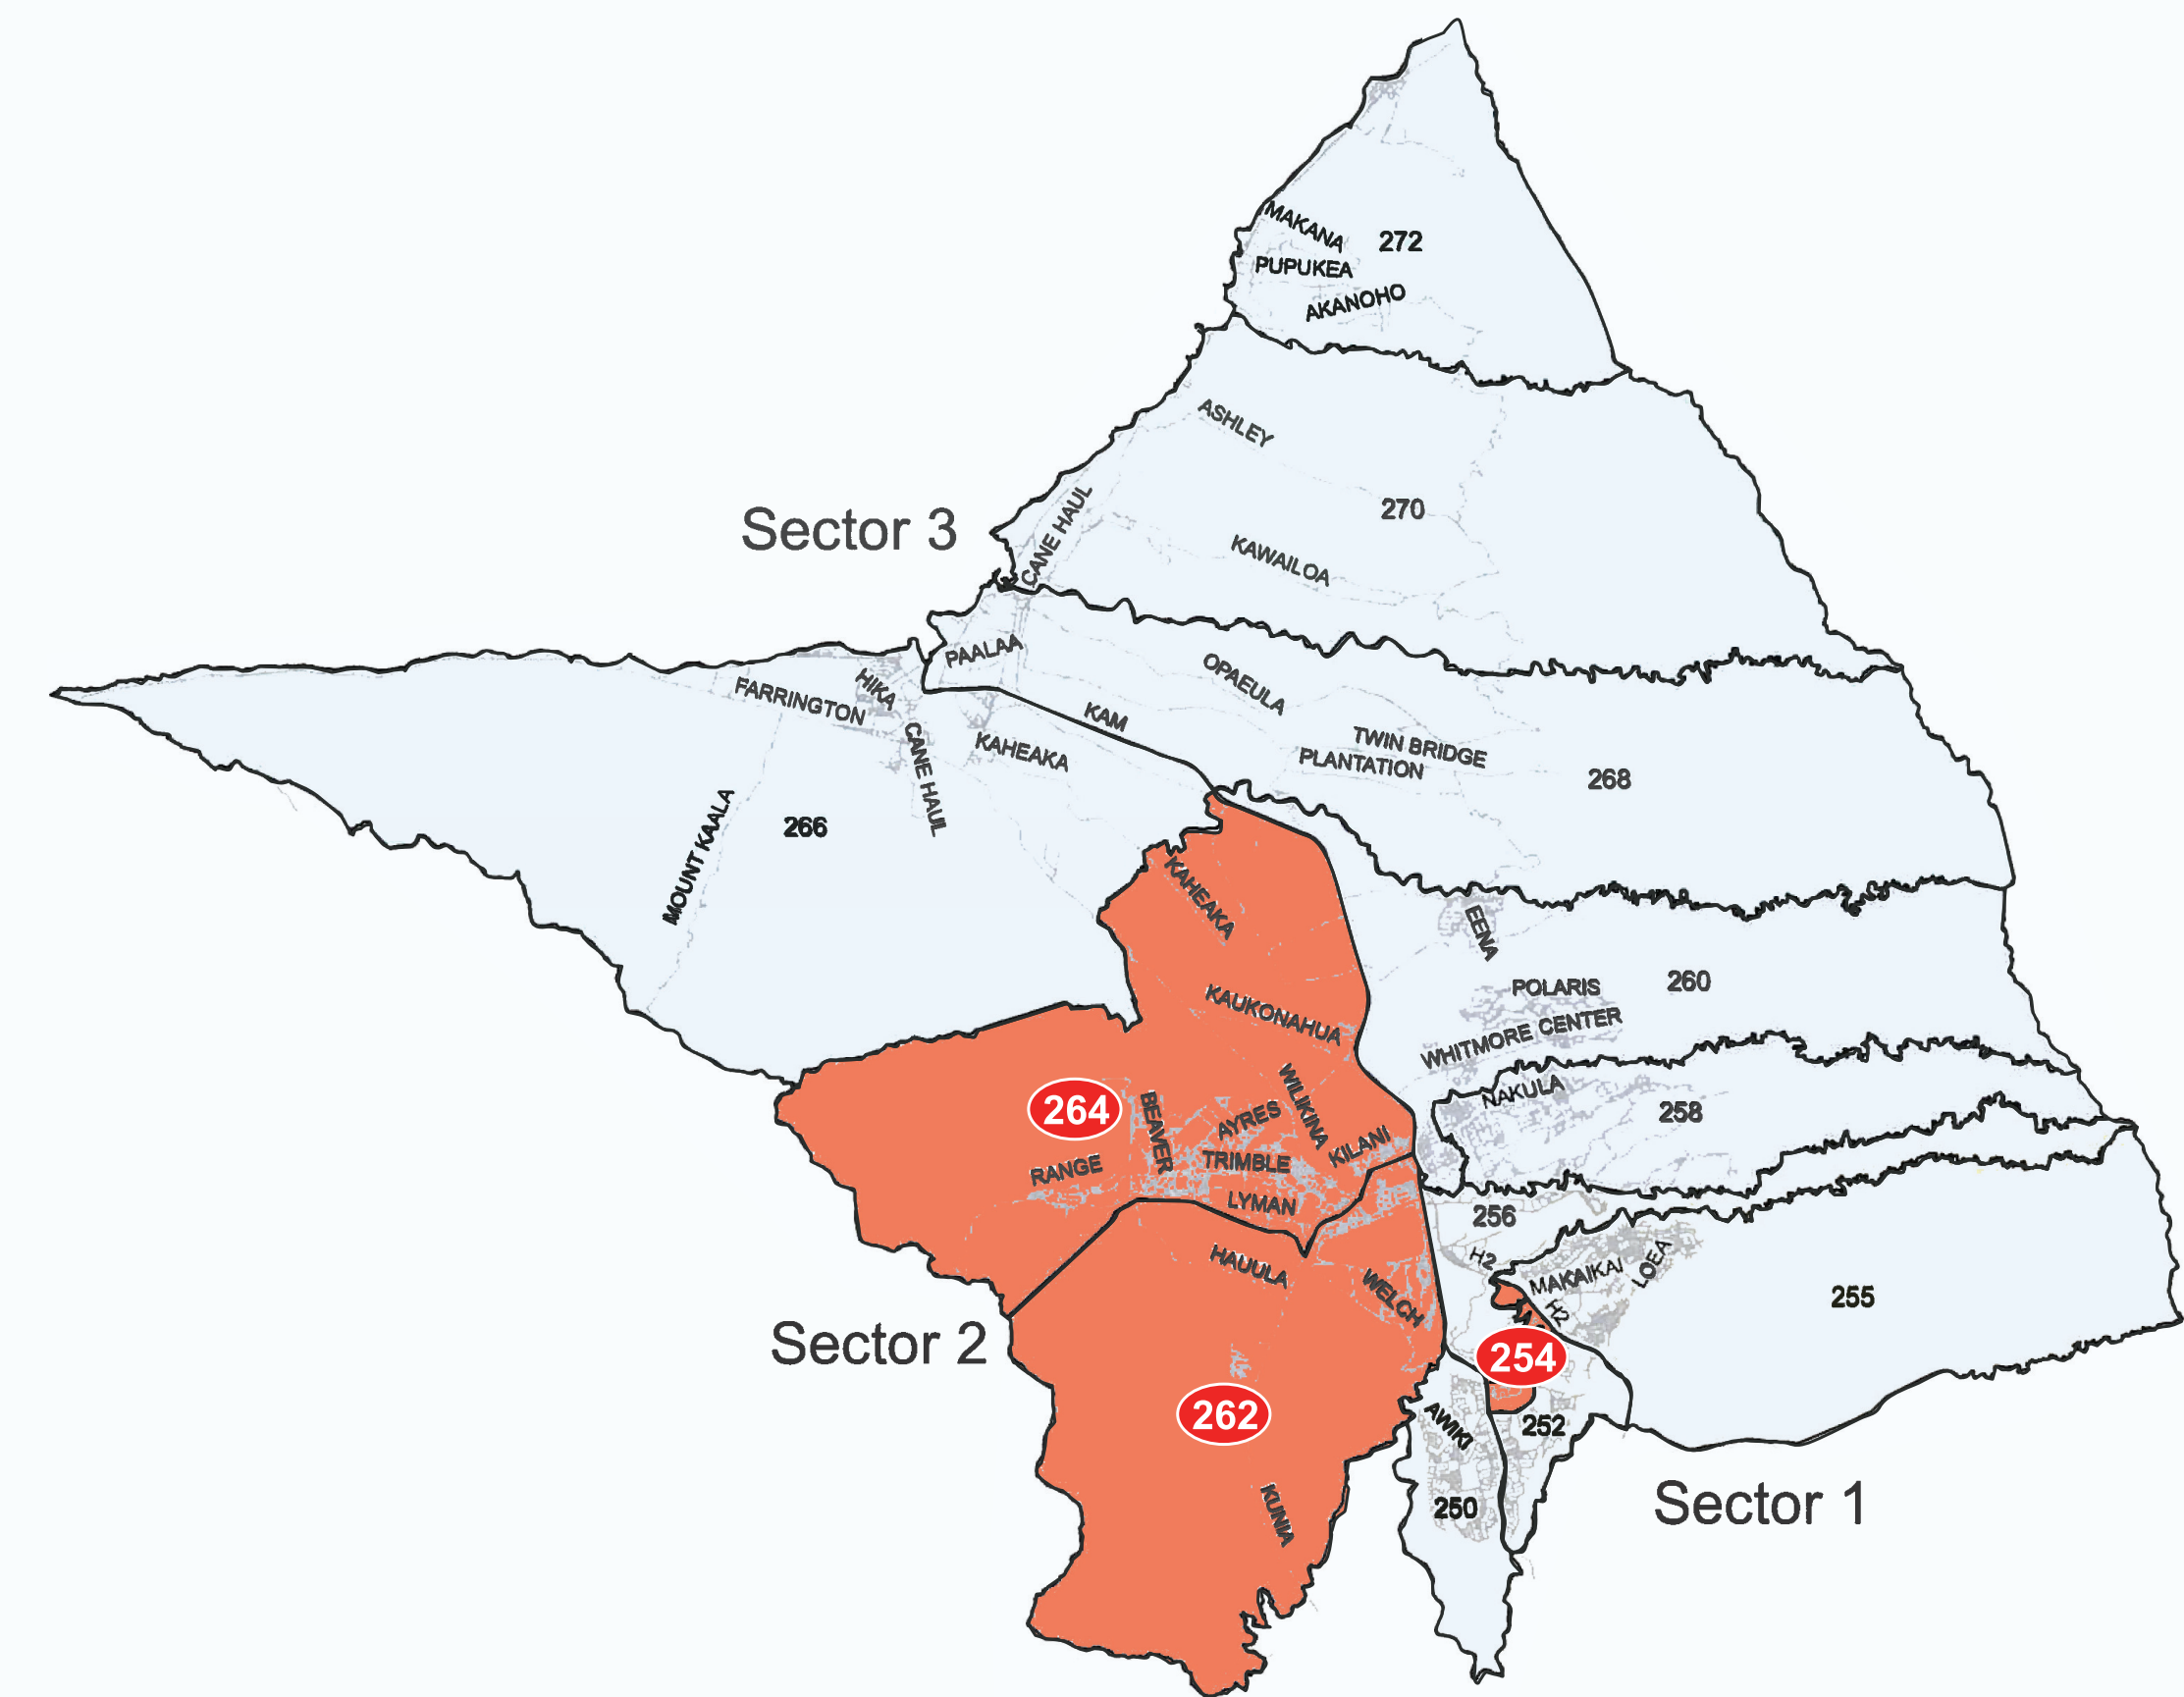 MAKANA
272
PUPUKEA
AKANOHO
ASHLEY
270
CANE HAUL
Sector 3
KAWAILOA
PAALAA
OPAEULA
HIKA
FARRINGTON
KAM
CANE HAUL
KAHEAKA
TWIN BRIDGE
PLANTATION
268
MOUNT KAALA
266
KAHEAKA
EENA
POLARIS
260
KAUKONAHUA
WHITMORE CENTER
WILIKINA
NAKULA
258
264
BEAVER
AYRES
KILANI
TRIMBLE
RANGE
LYMAN
256
HAUULA
H2
MAKAIKAI
LOEA
WELCH
H2
255
Sector 2
254
262
AWIKI
252
KUNIA
250
Sector 1